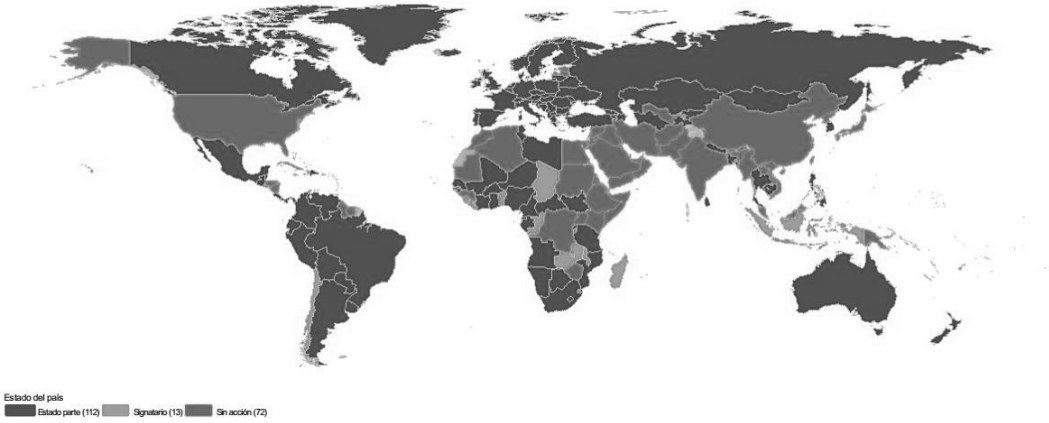 Estado del país
Estado parte (112) Signatario (13) Sin acción (72)